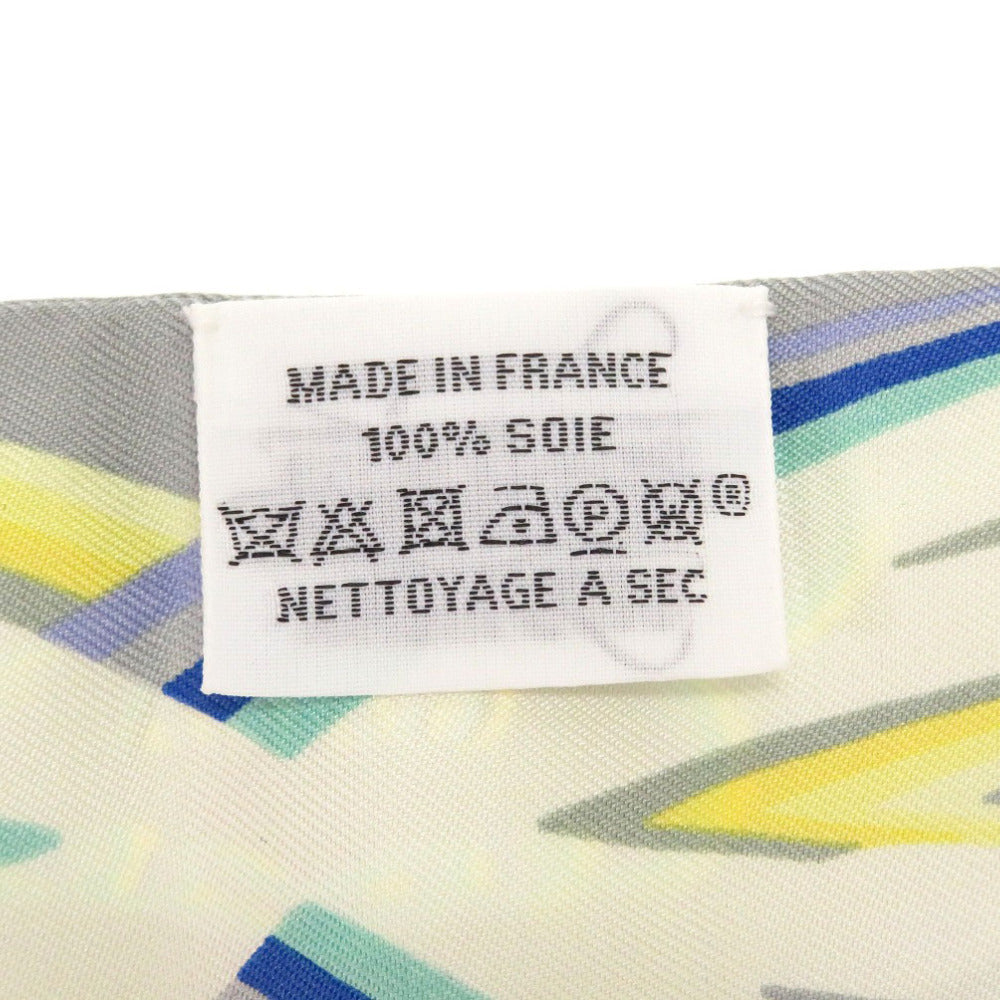 MADE IN FRANCE
100% SOIE
P ®
NETTOYAGE A SEC